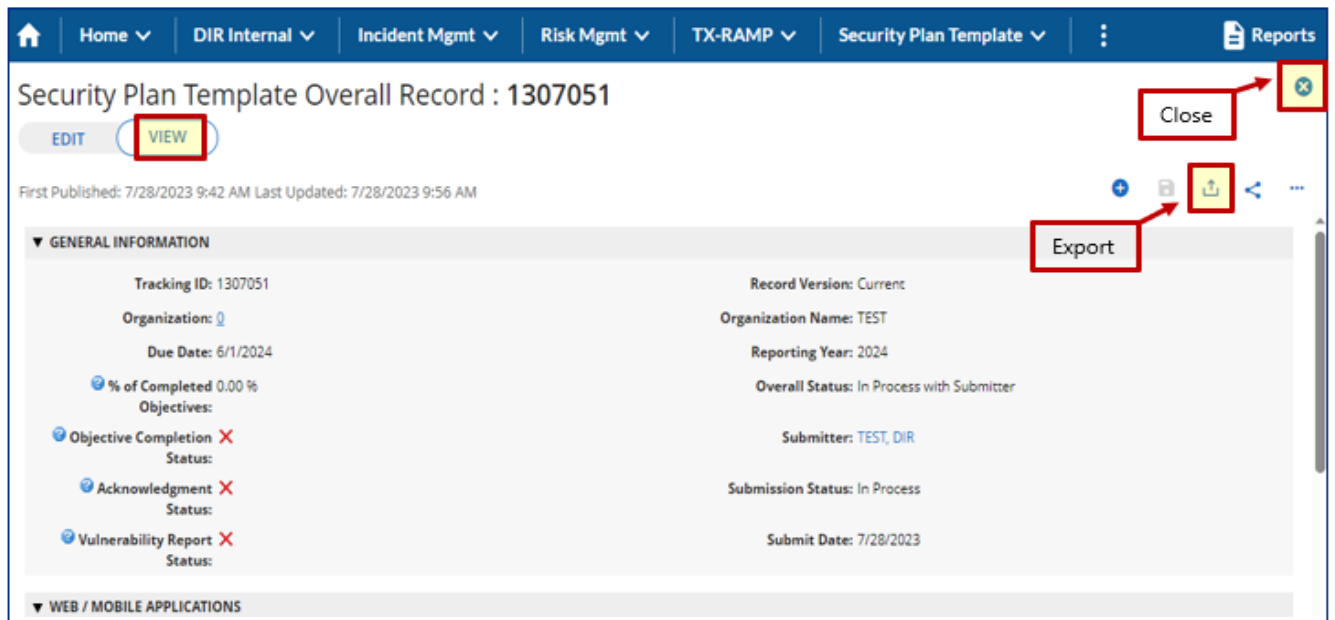 Home DIR Internal Incident Mgmt Risk Mgmt TX-RAMP Security Plan Template Reports
Security Plan Template Overall Record : 1307051
Close
EDIT VIEW
First Published: 7/28/2023 9:42 AM Last Updated: 7/28/2023 9:56 AM
Export
▼ GENERAL INFORMATION
Tracking ID: 1307051 Record Version: Current
Organization: 0 Organization Name: TEST
Due Date: 6/1/2024 Reporting Year: 2024
% of Completed 0.00 % Overall Status: In Process with Submitter
Objectives:
Objective Completion Submitter: TEST, DIR
Status:
Acknowledgment Submission Status: In Process
Status:
Vulnerability Report Submit Date: 7/28/2023
Status:
▼ WEB / MOBILE APPLICATIONS